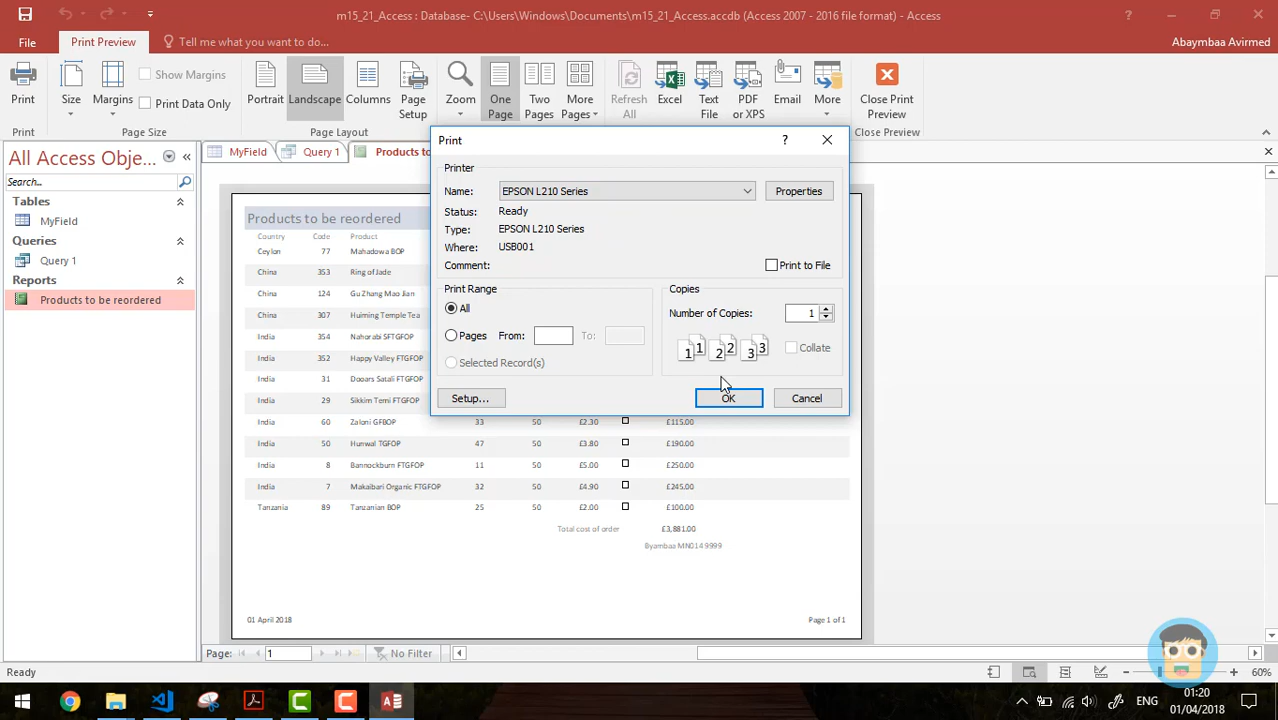 m15_21_Access : Database- C:\Users\Windows\Documents\m15_21_Access.accdb (Access 2007 - 2016 file format) - Access
File
Print Preview
Tell me what you want to do...
Abaymbaa Avirmed
Print
Size
Margins
Show Margins
Print Data Only
Portrait
Landscape
Columns
Page Setup
Zoom
One Page
Two Pages
More Pages
Refresh All
Excel
Text File
PDF or XPS
Email
More
Close Print Preview
Print
Page Size
Page Layout
Close Preview
All Access Obje...
Search...
Tables
MyField
Queries
Query 1
Reports
Products to be reordered
MyField
Query 1
Products to
Products to be reordered
Country Code Product
Ceylon 77 Mahadowa BOP
China 353 Ring of Jade
China 124 Gu Zhang Mao Jian
China 307 Huiming Temple Tea
India 354 Nahorabi SFTGFOP
India 352 Happy Valley FTGFOP
India 31 Dooars Satali FTGFOP
India 29 Sikkim Temi FTGFOP
India 60 Zaloni GFBOP 33 50 £2.30 £115.00
India 50 Hunwal TGFOP 47 50 £3.80 £190.00
India 8 Bannockburn FTGFOP 11 50 £5.00 £250.00
India 7 Makaibari Organic FTGFOP 32 50 £4.90 £245.00
Tanzania 89 Tanzanian BOP 25 50 £2.00 £100.00
Total cost of order £3,881.00
Byambaa MN014 9999
01 April 2018
Page 1 of 1
Print
Printer
Name: EPSON L210 Series
Properties
Status: Ready
Type: EPSON L210 Series
Where: USB001
Comment:
Print to File
Print Range
All
Pages From: To:
Selected Record(s)
Copies
Number of Copies: 1
1 1 2 2 3 3
Collate
Setup...
OK
Cancel
Page: 1
No Filter
Ready
60%
ENG
01:20
01/04/2018